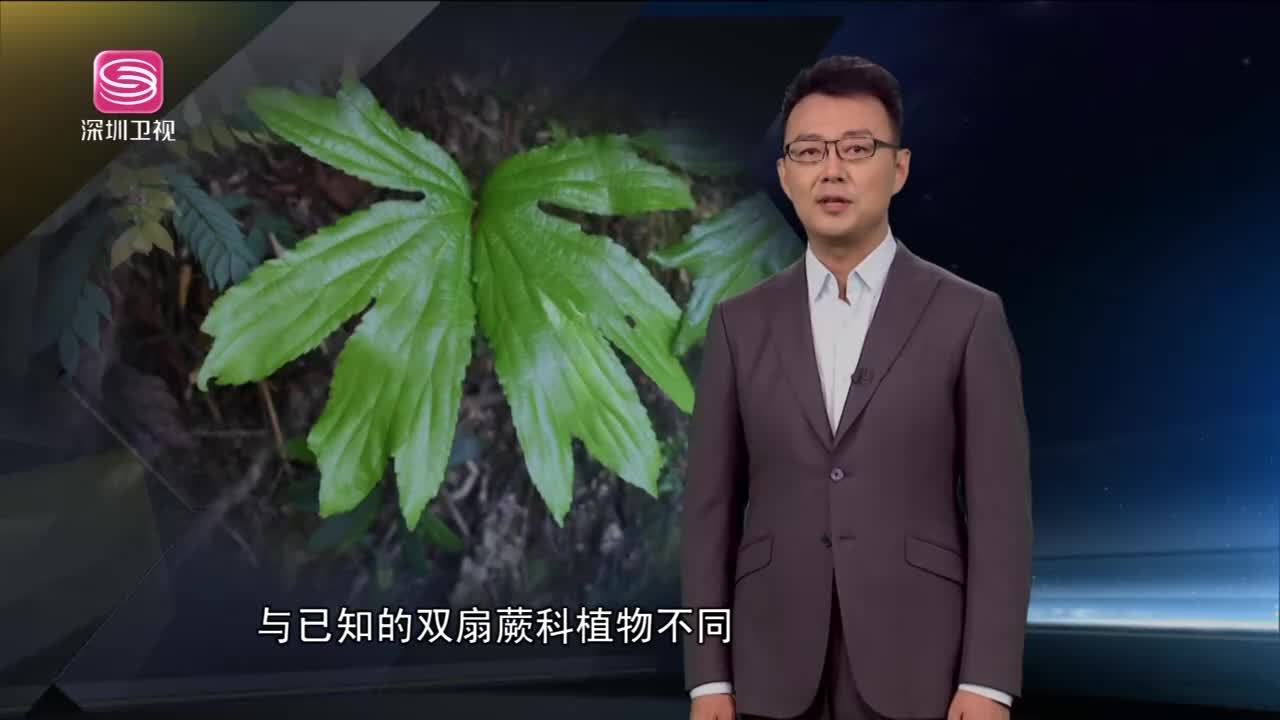 深圳卫视
与已知的双扇蕨科植物不同